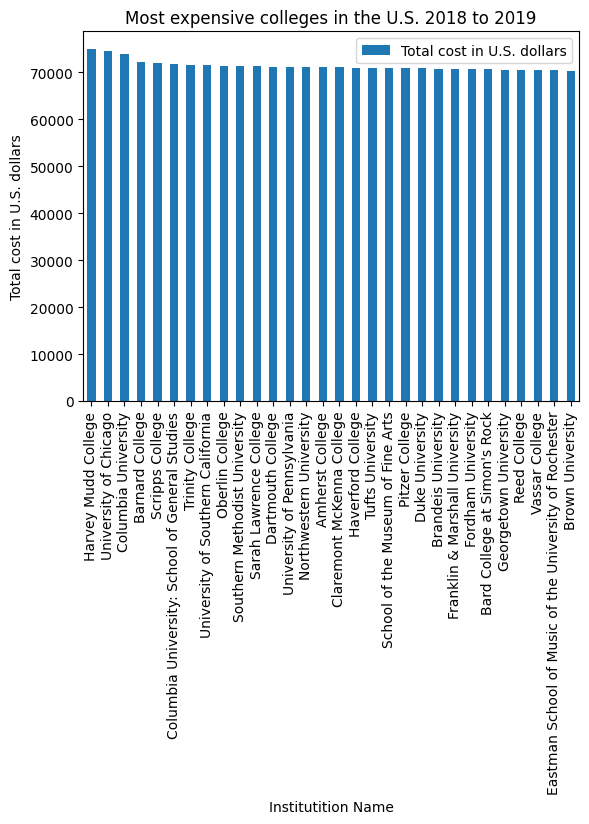 Most expensive colleges in the U.S. 2018 to 2019
Total cost in U.S. dollars
Total cost in U.S. dollars
70000
60000
50000
40000
30000
20000
10000
0
Harvey Mudd College
University of Chicago
Columbia University
Barnard College
Scripps College
Columbia University: School of General Studies
Trinity College
University of Southern California
Oberlin College
Southern Methodist University
Sarah Lawrence College
Dartmouth College
University of Pennsylvania
Northwestern University
Amherst College
Claremont McKenna College
Haverford College
Tufts University
School of the Museum of Fine Arts
Pitzer College
Duke University
Brandeis University
Franklin & Marshall University
Fordham University
Bard College at Simon's Rock
Georgetown University
Reed College
Vassar College
Eastman School of Music of the University of Rochester
Brown University
Institutition Name